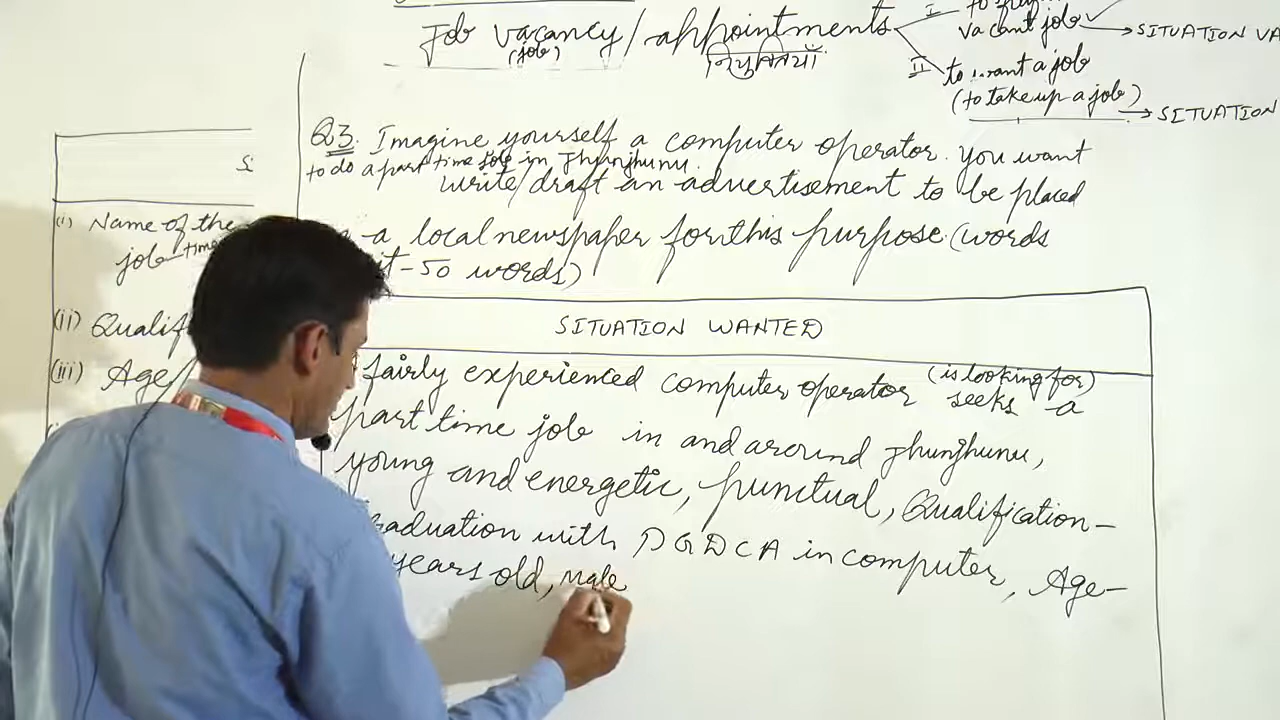 Job vacancy/appointments
(job)
नियुक्तियाँ
I
vacant job
SITUATION VA
II
to want a job
(to take up a job)
SITUATION
Q3. Imagine yourself a computer operator. You want
to do a part time job in Jhunjhunu.
write/draft an advertisement to be placed
a local newspaper for this purpose. (words
50 words)
(i) Name of the
job time
(ii) Qualif
(iii) Age
SITUATION WANTED
fairly experienced computer operator (is looking for)
seeks a
part time job in and around Jhunjhunu,
young and energetic, punctual, Qualification-
raduation with PGDCA in computer, Age-
years old, Male